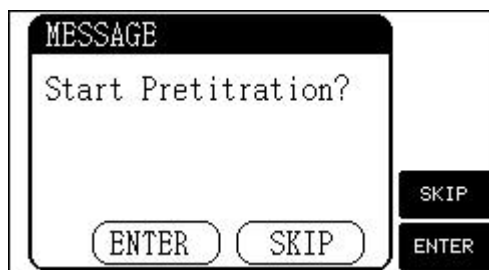 MESSAGE
Start Pretitration?
ENTER SKIP
SKIP
ENTER